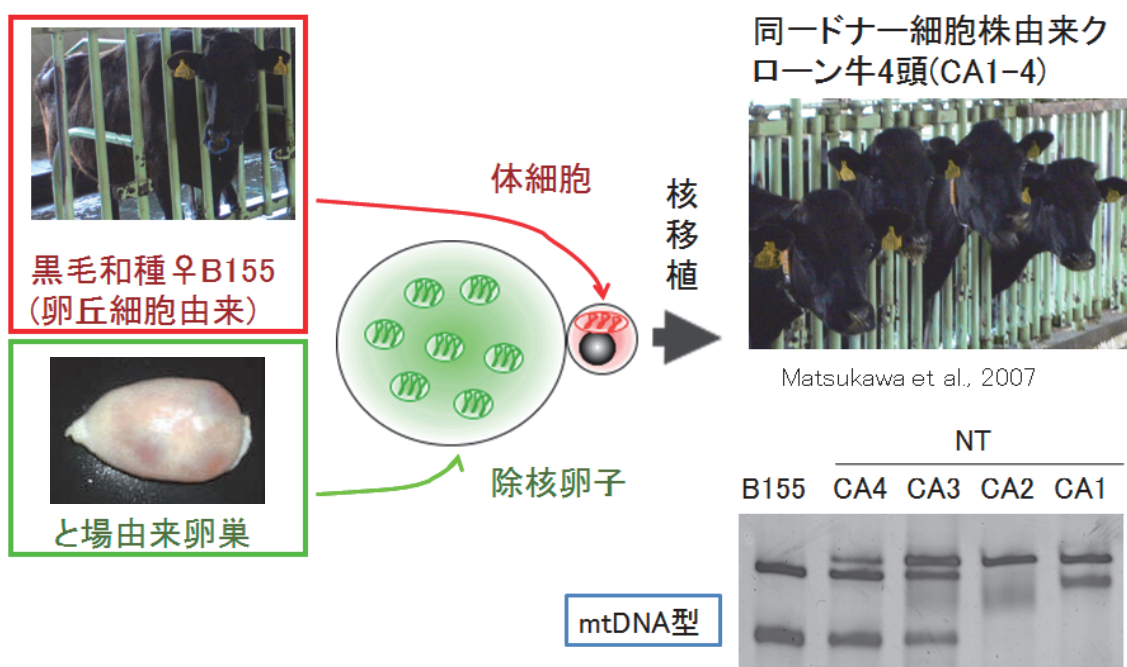 黒毛和種♀B155
(卵丘細胞由来)
と場由来卵巣
体細胞
除核卵子
核移植
同一ドナー細胞株由来ク
ローン牛4頭(CA1-4)
Matsukawa et al., 2007
NT
B155 CA4 CA3 CA2 CA1
mtDNA型